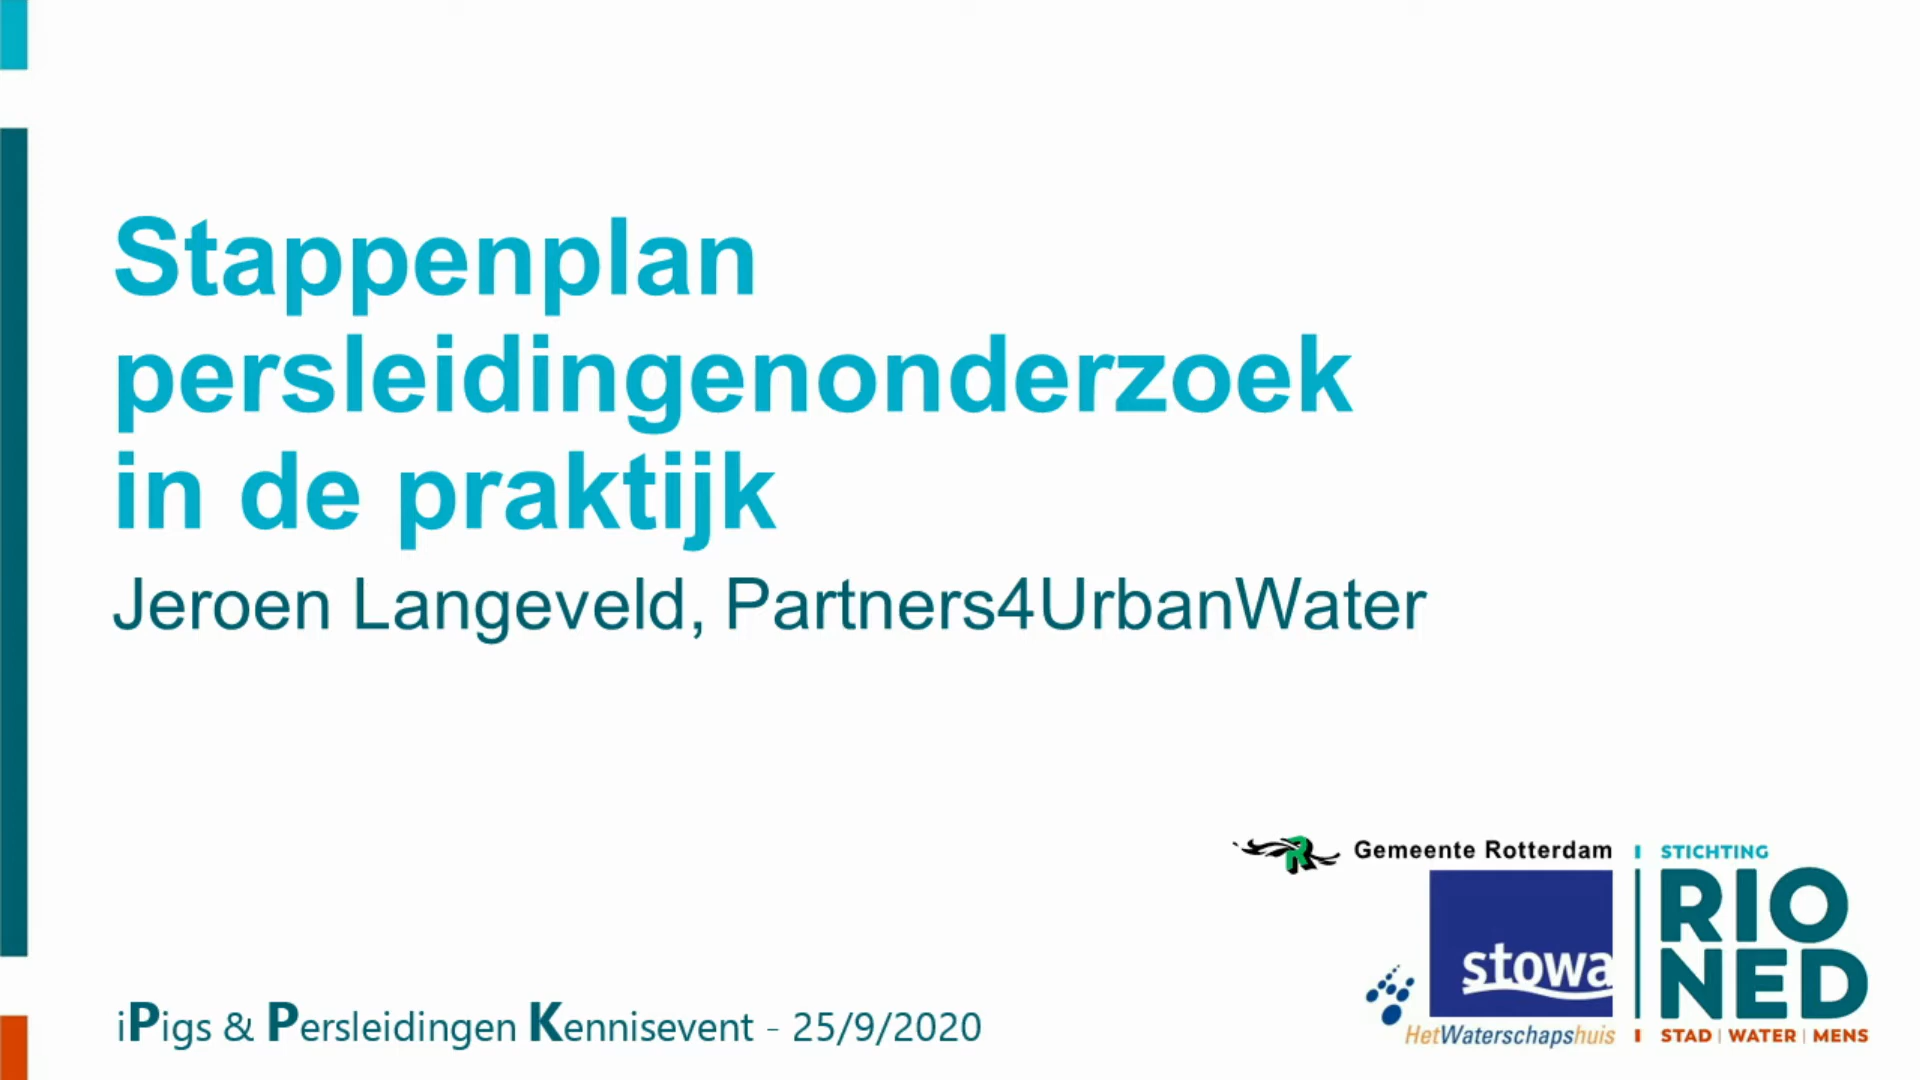 Stappenplan
persleidingenonderzoek
in de praktijk
Jeroen Langeveld, Partners4UrbanWater
Gemeente Rotterdam
stowa
HetWaterschapshuis
STICHTING
RIO
NED
STAD | WATER | MENS
iPigs & Persleidingen Kennisevent - 25/9/2020